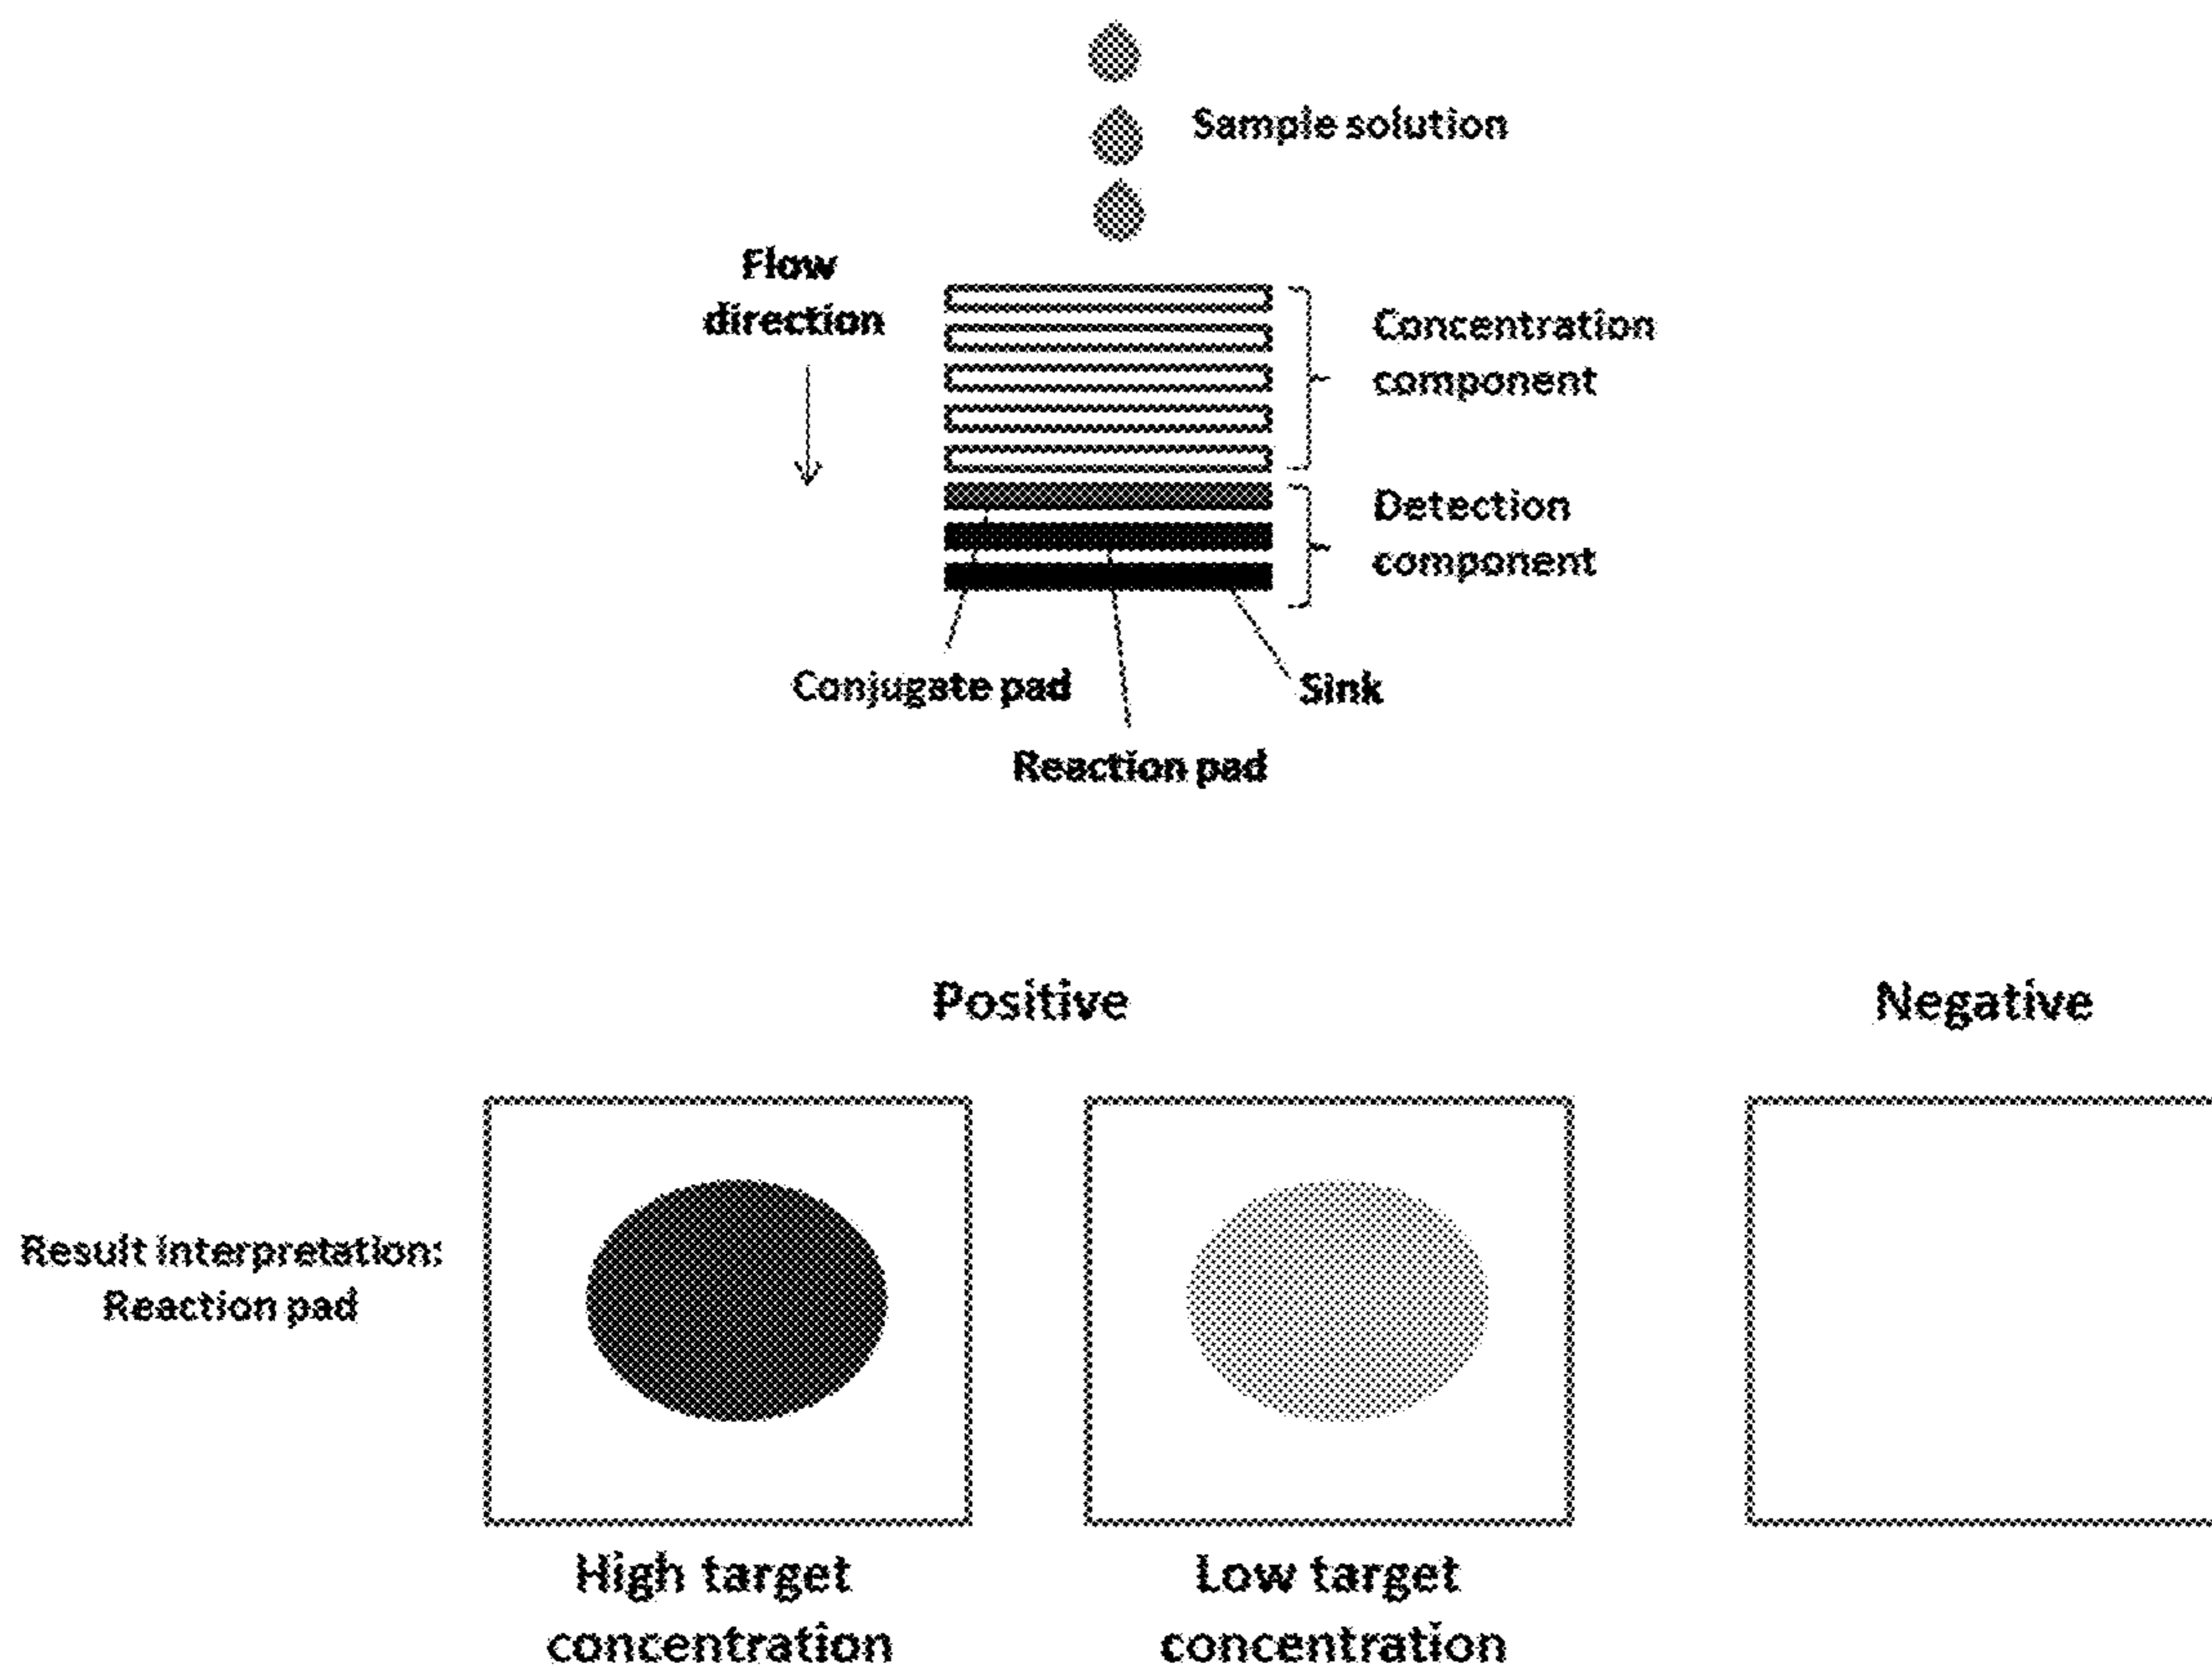 Sample solution
Flow
direction
Concentration
component
Detection
component
Conjugate pad
Sink
Reaction pad
Positive
Negative
Result interpretation:
Reaction pad
High target
concentration
Low target
concentration